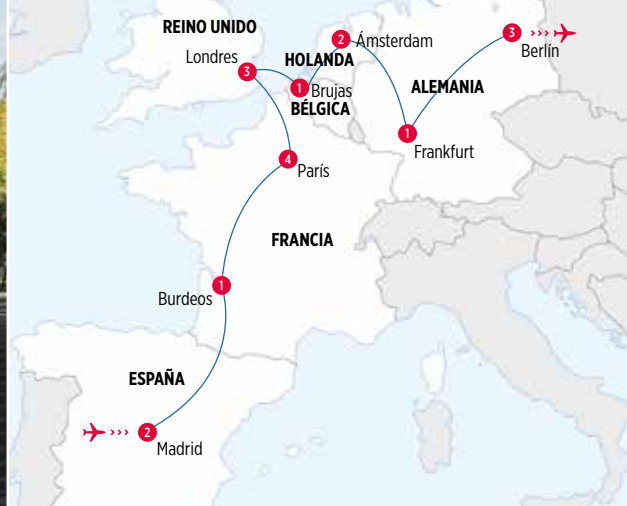 REINO UNIDO
Londres
3
HOLANDA
2
Ámsterdam
1
Brujas
BÉLGICA
ALEMANIA
3
Berlín
1
Frankfurt
4
París
FRANCIA
1
Burdeos
ESPAÑA
2
Madrid